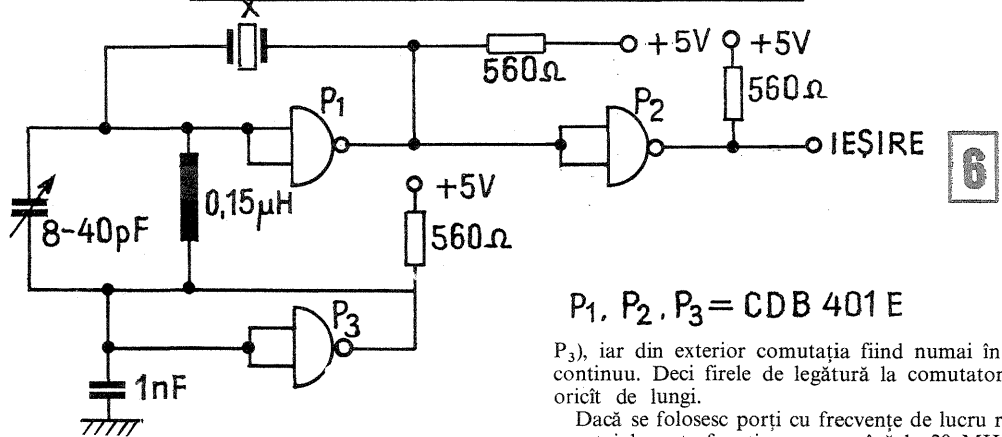 X
560Ω
+5V
+5V
560Ω
P1
P2
IEȘIRE
6
8-40pF
0,15µH
+5V
560Ω
P3
1nF
P1, P2, P3 = CDB 401 E
P3), iar din exterior comutația fiind numai în
continuu. Deci firele de legătură la comutator
oricît de lungi.
Dacă se folosesc porți cu frecvențe de lucru